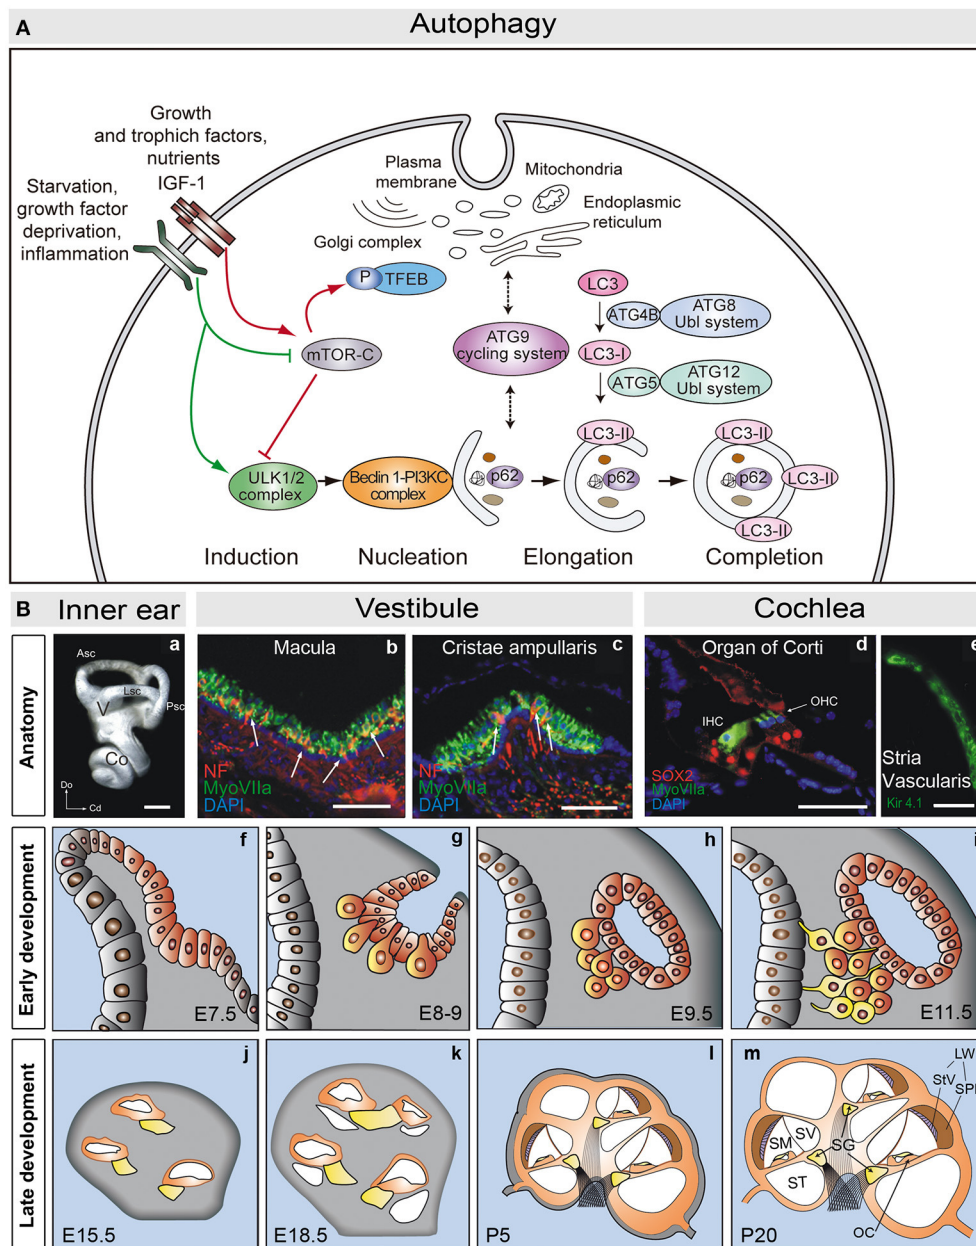 A
Autophagy
Growth
and trophich factors,
nutrients
IGF-1
Starvation,
growth factor
deprivation,
inflammation
Plasma
membrane
Mitochondria
Endoplasmic
reticulum
Golgi complex
P
TFEB
LC3
ATG4B
ATG8
Ubl system
mTOR-C
ATG9
cycling system
LC3-I
ATG5
ATG12
Ubl system
LC3-II
LC3-II
ULK1/2
complex
Beclin 1-PI3KC
complex
p62
p62
p62
LC3-II
LC3-II
Induction
Nucleation
Elongation
Completion
B
Inner ear
Vestibule
Cochlea
Anatomy
a
Asc
Lsc
V
Psc
Co
Do
Cd
Macula
b
NF
MyoVIIa
DAPI
Cristae ampullaris
c
NF
MyoVIIa
DAPI
Organ of Corti
d
OHC
IHC
SOX2
MyoVIIa
DAPI
e
Stria
Vascularis
Kir 4.1
Early development
f
E7.5
g
E8-9
h
E9.5
i
E11.5
Late development
j
E15.5
k
E18.5
l
P5
m
LW
StV
SPL
SV
SM
SG
ST
OC
P20